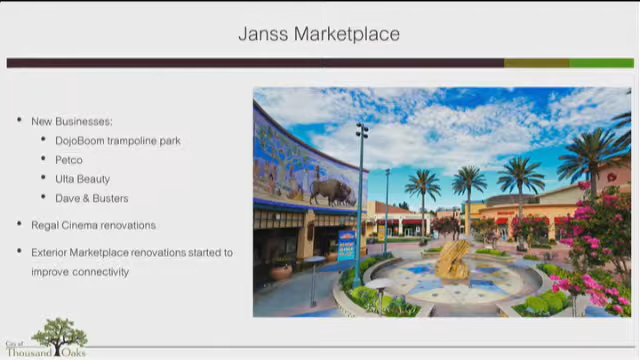 Janss Marketplace
New Businesses:
DojoBoom trampoline park
Petco
Ulta Beauty
Dave & Busters
Regal Cinema renovations
Exterior Marketplace renovations started to
improve connectivity
City of
Thousand Oaks